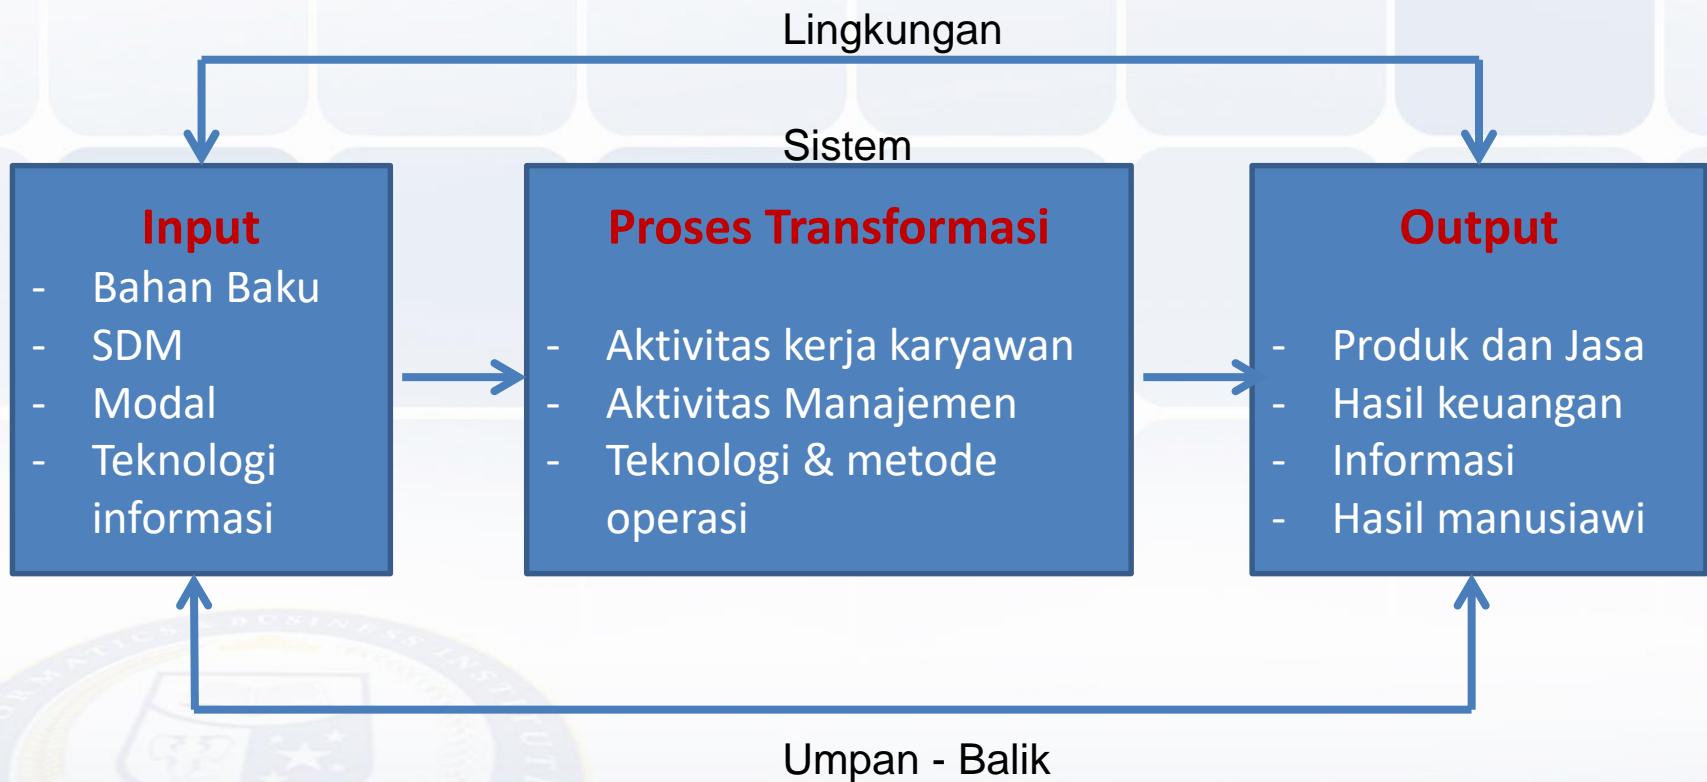 Lingkungan
Sistem
Input
- Bahan Baku
- SDM
- Modal
- Teknologi
informasi
Proses Transformasi
- Aktivitas kerja karyawan
- Aktivitas Manajemen
- Teknologi & metode
operasi
Output
- Produk dan Jasa
- Hasil keuangan
- Informasi
- Hasil manusiawi
Umpan - Balik